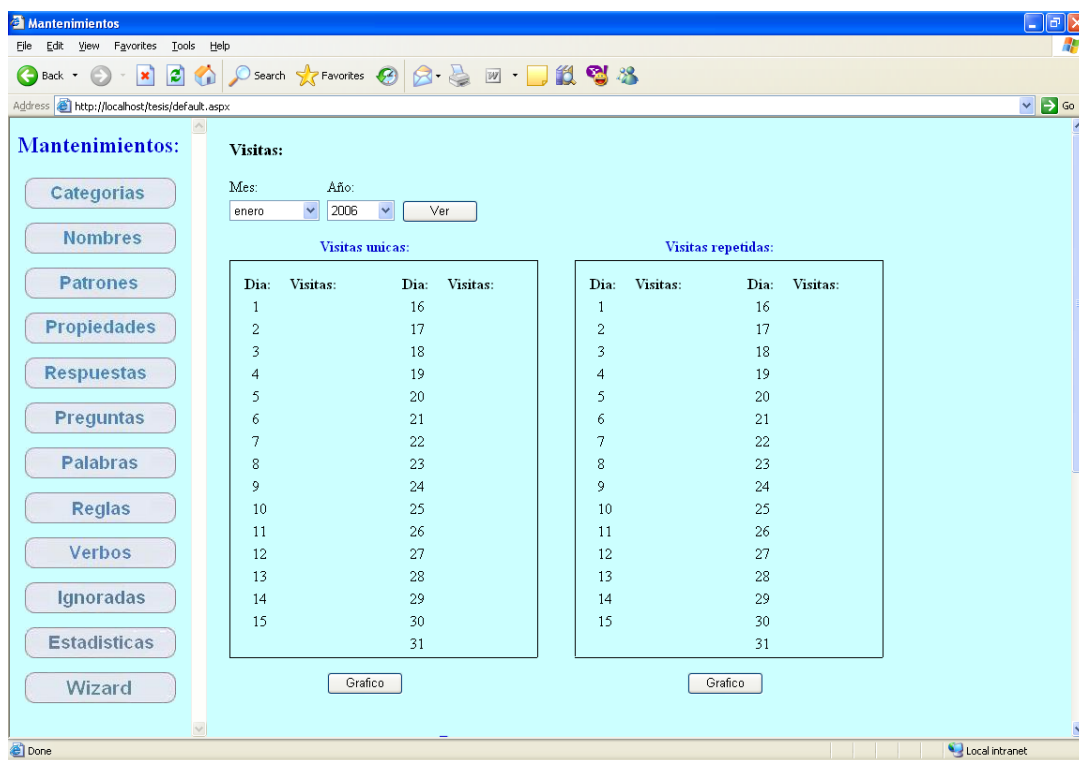 Mantenimientos
File Edit View Favorites Tools Help
Back Search Favorites
Address http://localhost/tesis/default.aspx Go
Mantenimientos:
Categorias
Nombres
Patrones
Propiedades
Respuestas
Preguntas
Palabras
Reglas
Verbos
Ignoradas
Estadisticas
Wizard
Visitas:
Mes: Año:
enero 2006 Ver
Visitas unicas:
Dia: Visitas: Dia: Visitas:
1 16
2 17
3 18
4 19
5 20
6 21
7 22
8 23
9 24
10 25
11 26
12 27
13 28
14 29
15 30
31
Grafico
Visitas repetidas:
Dia: Visitas: Dia: Visitas:
1 16
2 17
3 18
4 19
5 20
6 21
7 22
8 23
9 24
10 25
11 26
12 27
13 28
14 29
15 30
31
Grafico
Done Local intranet